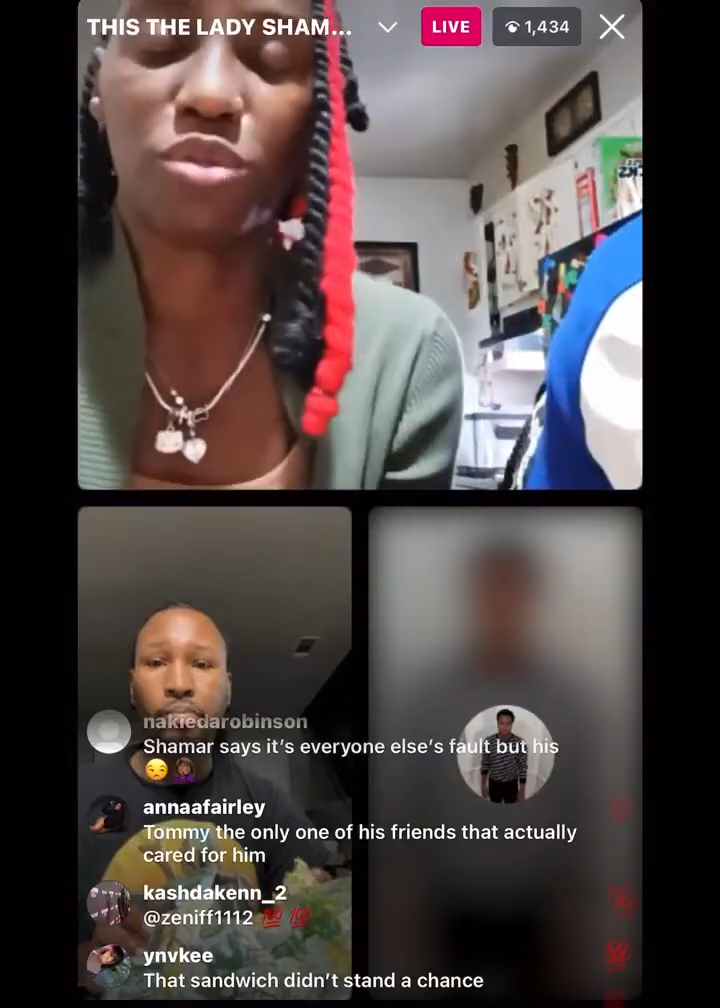 THIS THE LADY SHAM...
LIVE
1,434
nakiedarobinson
Shamar says it's everyone else's fault but his
😒 🤦🏾‍♀️
annaafairley
Tommy the only one of his friends that actually
cared for him
kashdakenn_2
@zeniff1112 💯 💯
ynvkee
That sandwich didn't stand a chance